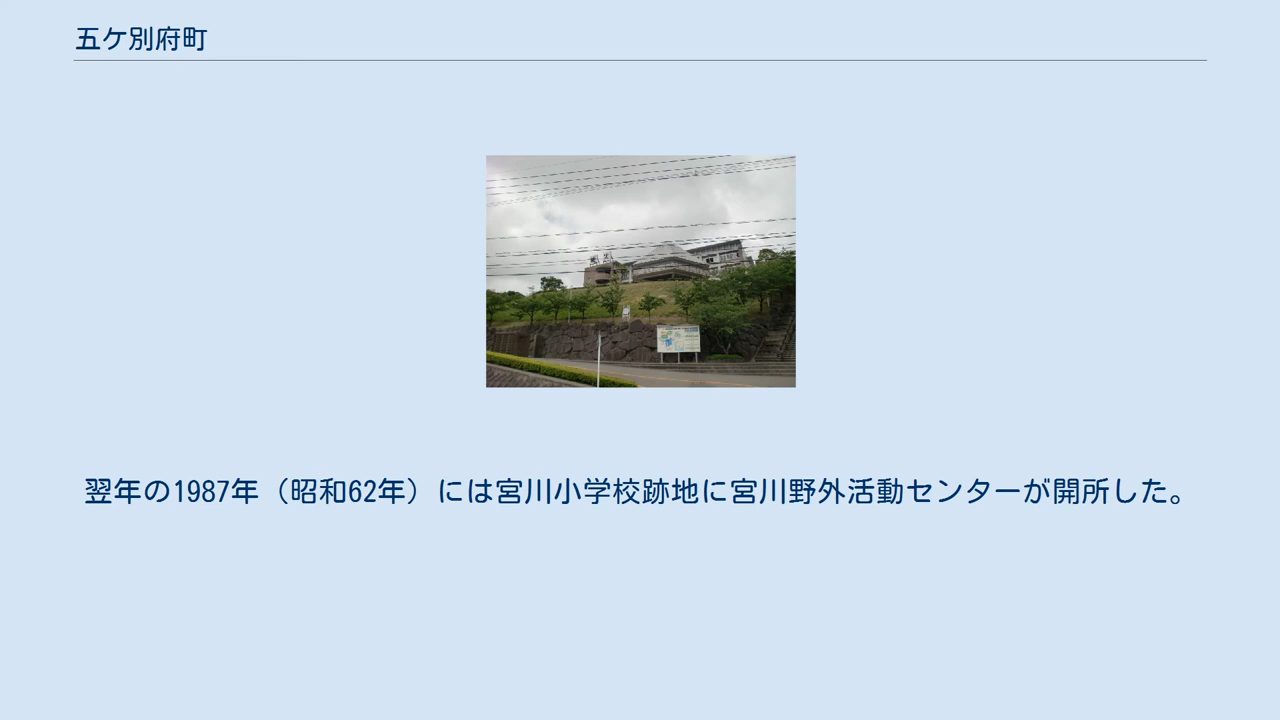 五ケ別府町
翌年の1987年（昭和62年）には宮川小学校跡地に宮川野外活動センターが開所した。